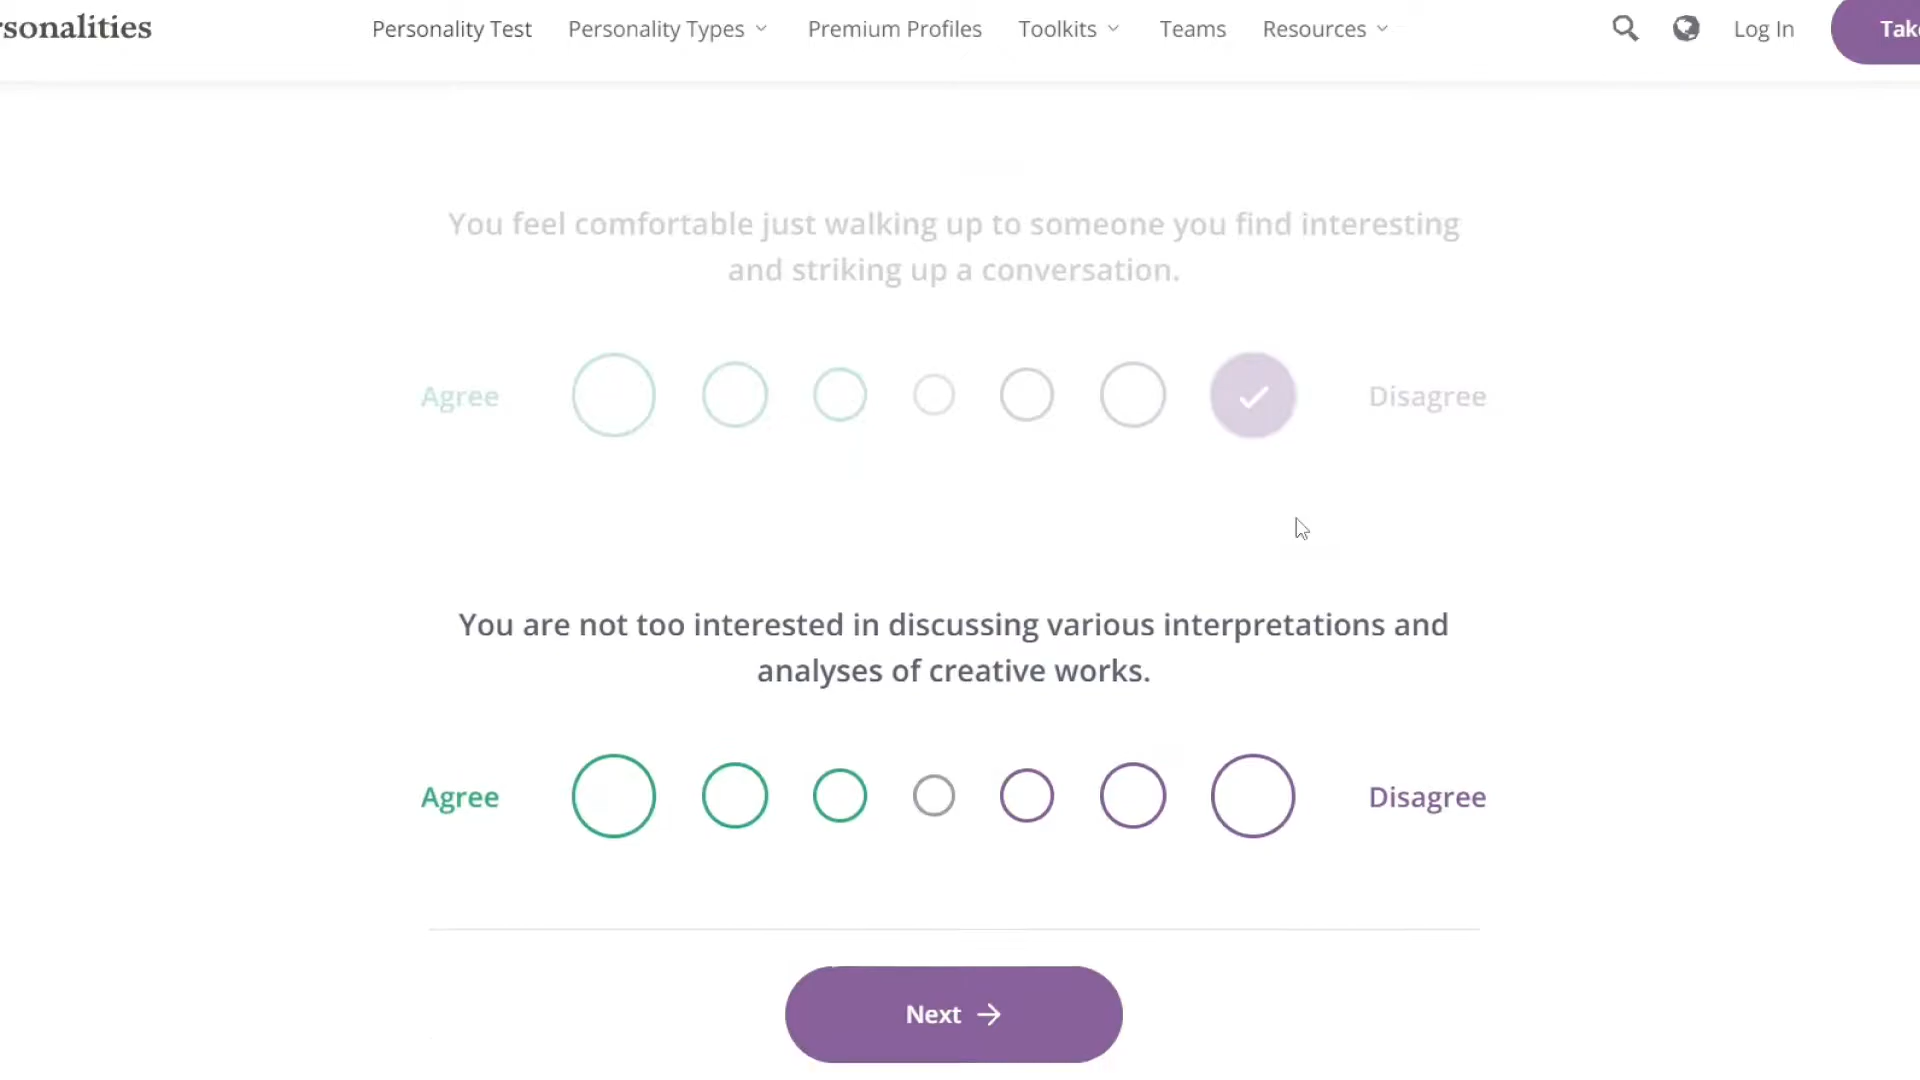 rsonalities
Personality Test Personality Types Premium Profiles Toolkits Teams Resources Log In Take
You feel comfortable just walking up to someone you find interesting
and striking up a conversation.
Agree Disagree
You are not too interested in discussing various interpretations and
analyses of creative works.
Agree Disagree
Next →